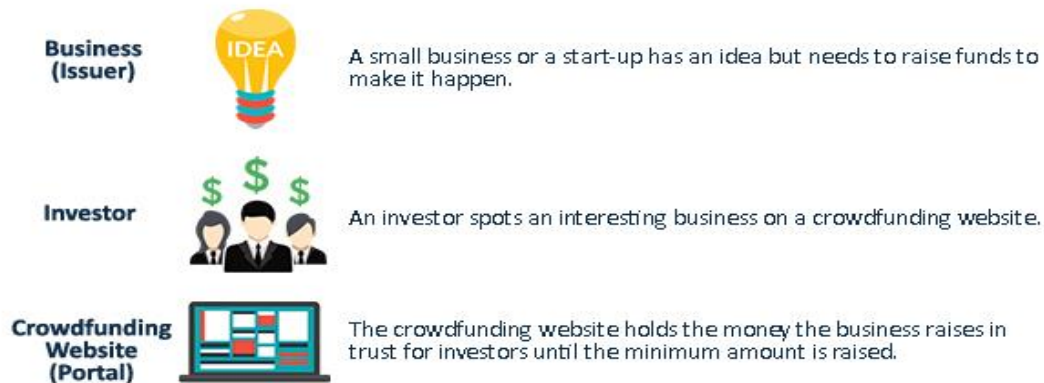 Business
(Issuer)
IDEA
A small business or a start-up has an idea but needs to raise funds to
make it happen.
$ $ $
Investor
An investor spots an interesting business on a crowdfunding website.
Crowdfunding
Website
(Portal)
The crowdfunding website holds the money the business raises in
trust for investors until the minimum amount is raised.